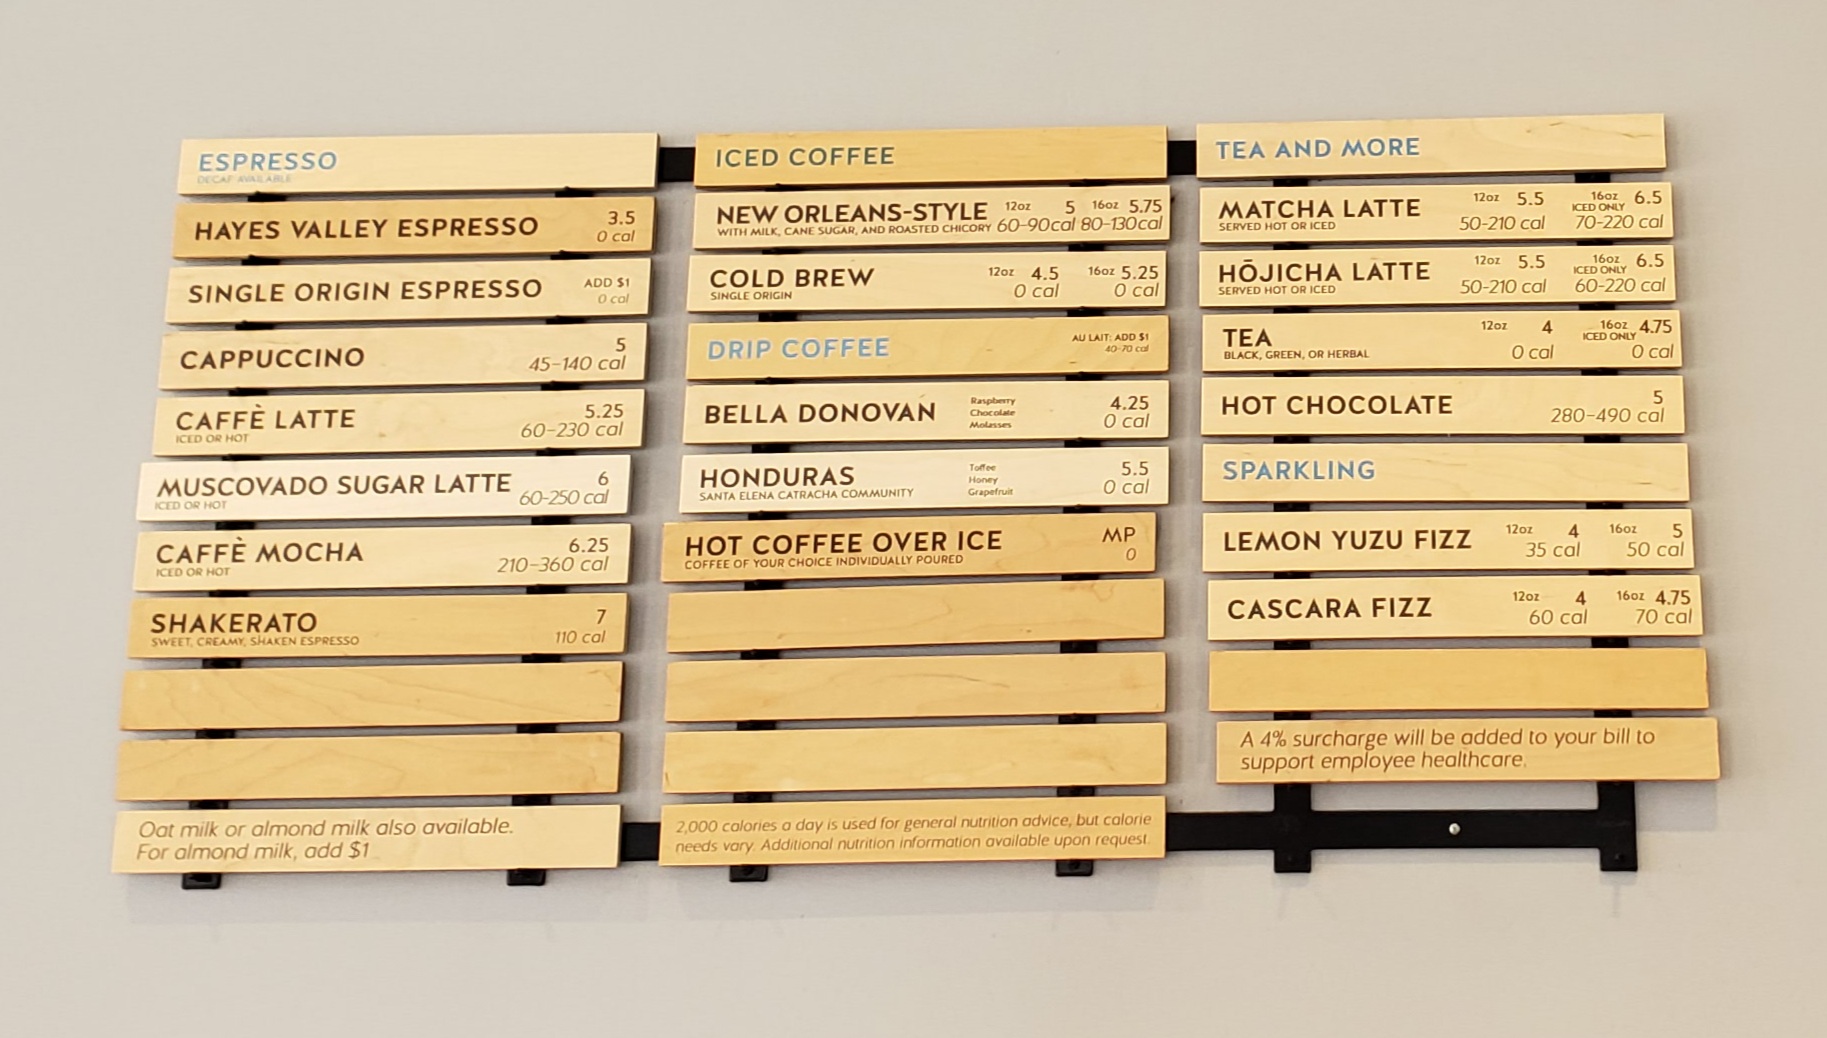 ESPRESSO
DECAF AVAILABLE
HAYES VALLEY ESPRESSO 3.5
0 cal
SINGLE ORIGIN ESPRESSO ADD $1
0 cal
CAPPUCCINO 5
45-140 cal
CAFFÈ LATTE 5.25
ICED OR HOT 60-230 cal
MUSCOVADO SUGAR LATTE 6
ICED OR HOT 60-250 cal
CAFFÈ MOCHA 6.25
ICED OR HOT 210-360 cal
SHAKERATO 7
SWEET, CREAMY, SHAKEN ESPRESSO 110 cal
Oat milk or almond milk also available.
For almond milk, add $1
ICED COFFEE
NEW ORLEANS-STYLE 12oz 5 16oz 5.75
WITH MILK, CANE SUGAR, AND ROASTED CHICORY 60-90cal 80-130cal
COLD BREW 12oz 4.5 16oz 5.25
SINGLE ORIGIN 0 cal 0 cal
DRIP COFFEE AU LAIT: ADD $1
40-70 cal
BELLA DONOVAN Raspberry 4.25
Chocolate 0 cal
Molasses
HONDURAS Toffee 5.5
SANTA ELENA CATRACHA COMMUNITY Honey 0 cal
Grapefruit
HOT COFFEE OVER ICE MP
COFFEE OF YOUR CHOICE INDIVIDUALLY POURED 0
2,000 calories a day is used for general nutrition advice, but calorie
needs vary. Additional nutrition information available upon request.
TEA AND MORE
MATCHA LATTE 12oz 5.5 16oz ICED ONLY 6.5
SERVED HOT OR ICED 50-210 cal 70-220 cal
HŌJICHA LATTE 12oz 5.5 16oz ICED ONLY 6.5
SERVED HOT OR ICED 50-210 cal 60-220 cal
TEA 12oz 4 16oz ICED ONLY 4.75
BLACK, GREEN, OR HERBAL 0 cal 0 cal
HOT CHOCOLATE 5
280-490 cal
SPARKLING
LEMON YUZU FIZZ 12oz 4 16oz 5
35 cal 50 cal
CASCARA FIZZ 12oz 4 16oz 4.75
60 cal 70 cal
A 4% surcharge will be added to your bill to
support employee healthcare.